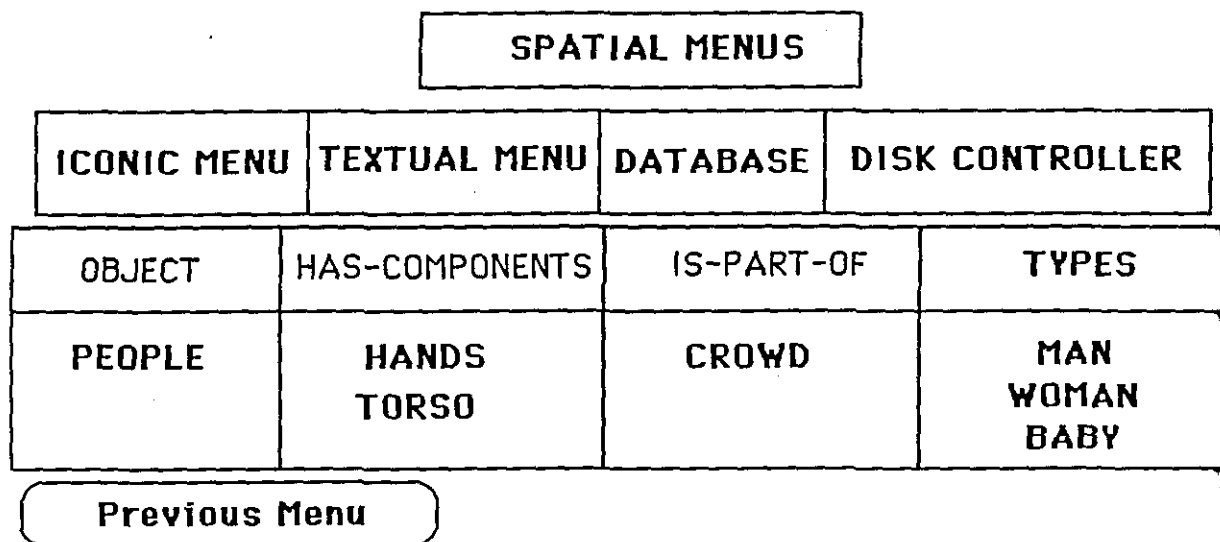 SPATIAL MENUS
ICONIC MENU TEXTUAL MENU DATABASE DISK CONTROLLER
OBJECT HAS-COMPONENTS IS-PART-OF TYPES
PEOPLE HANDS CROWD MAN
TORSO WOMAN
BABY
Previous Menu